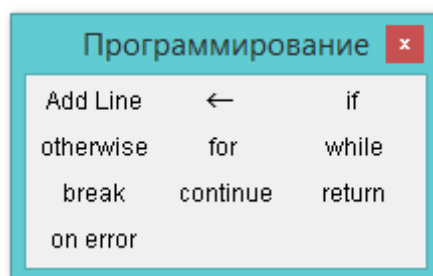 Программирование x
Add Line ← if
otherwise for while
break continue return
on error